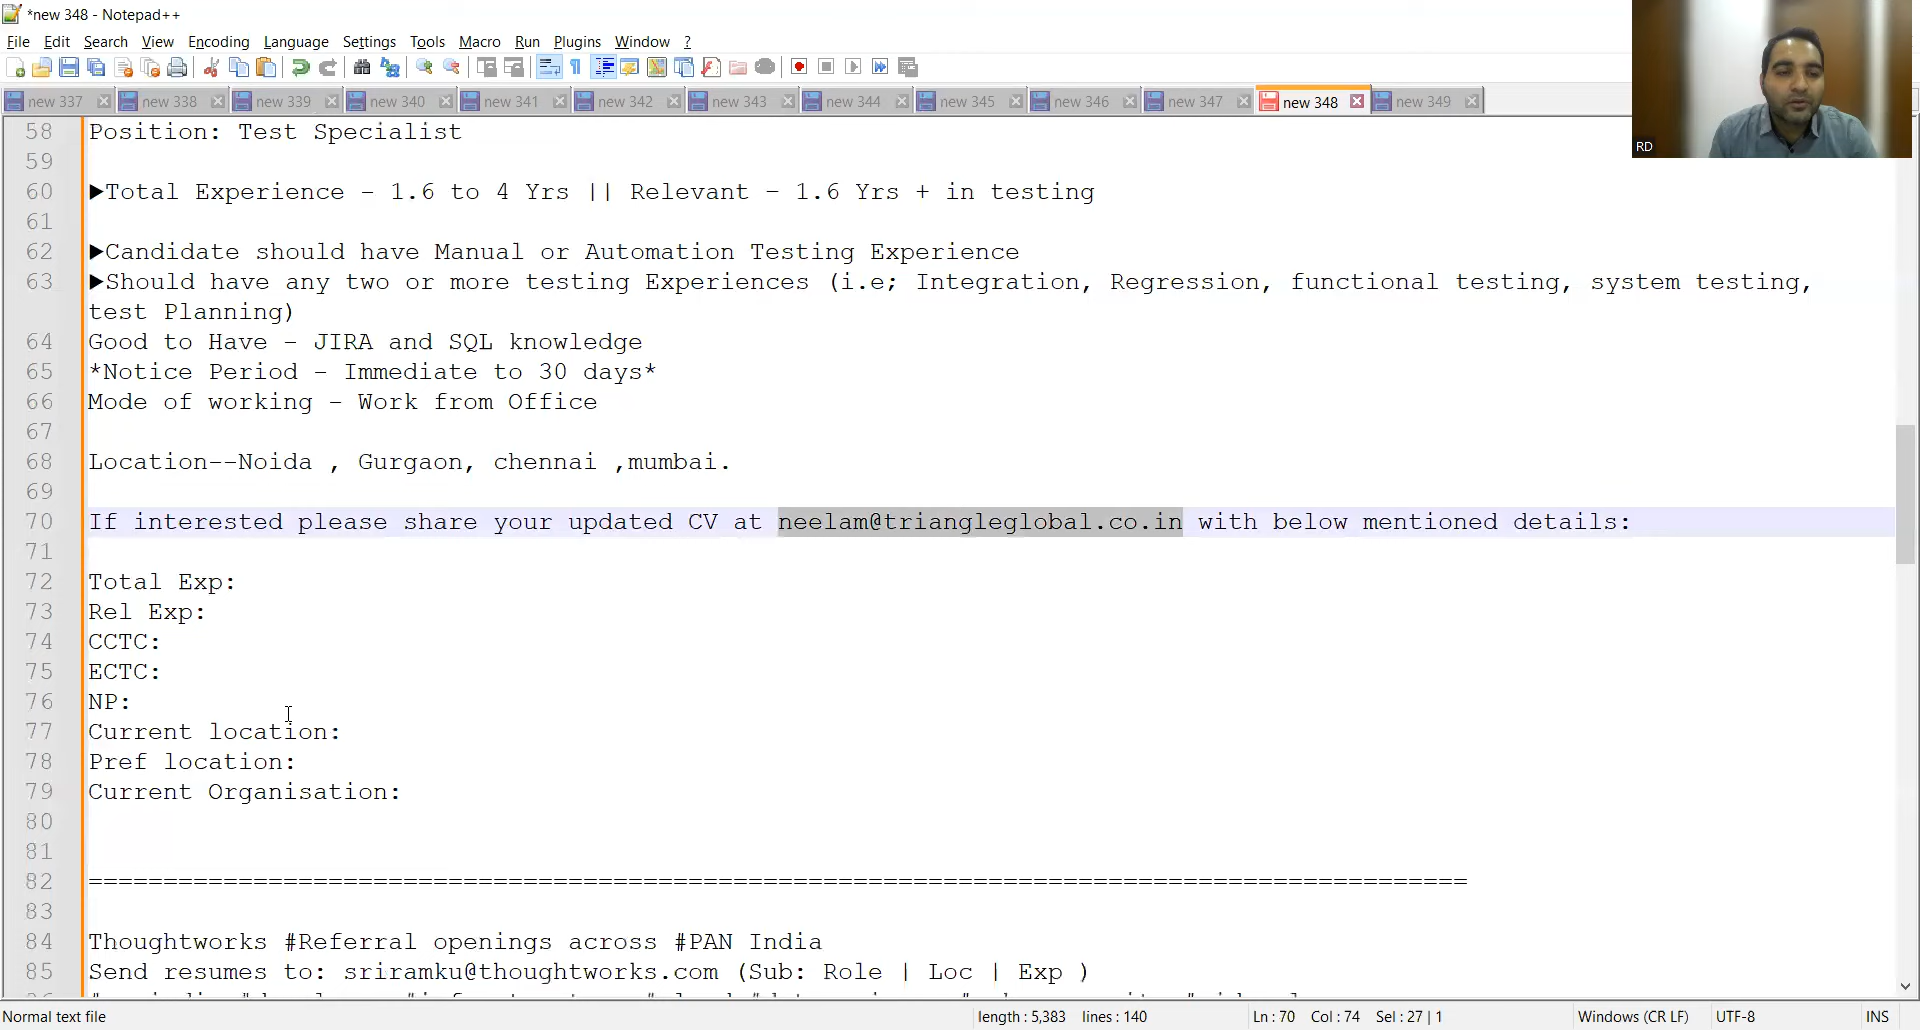 *new 348 - Notepad++
File Edit Search View Encoding Language Settings Tools Macro Run Plugins Window ?
new 337 new 338 new 339 new 340 new 341 new 342 new 343 new 344 new 345 new 346 new 347 new 348 new 349
RD
58 Position: Test Specialist
59
60 ▶Total Experience – 1.6 to 4 Yrs || Relevant – 1.6 Yrs + in testing
61
62 ▶Candidate should have Manual or Automation Testing Experience
63 ▶Should have any two or more testing Experiences (i.e; Integration, Regression, functional testing, system testing,
test Planning)
64 Good to Have – JIRA and SQL knowledge
65 *Notice Period – Immediate to 30 days*
66 Mode of working – Work from Office
67
68 Location--Noida , Gurgaon, chennai ,mumbai.
69
70 If interested please share your updated CV at neelam@triangleglobal.co.in with below mentioned details:
71
72 Total Exp:
73 Rel Exp:
74 CCTC:
75 ECTC:
76 NP:
77 Current location:
78 Pref location:
79 Current Organisation:
80
81
82 ============================================================================================
83
84 Thoughtworks #Referral openings across #PAN India
85 Send resumes to: sriramku@thoughtworks.com (Sub: Role | Loc | Exp )
Normal text file length : 5,383 lines : 140 Ln : 70 Col : 74 Sel : 27 | 1 Windows (CR LF) UTF-8 INS